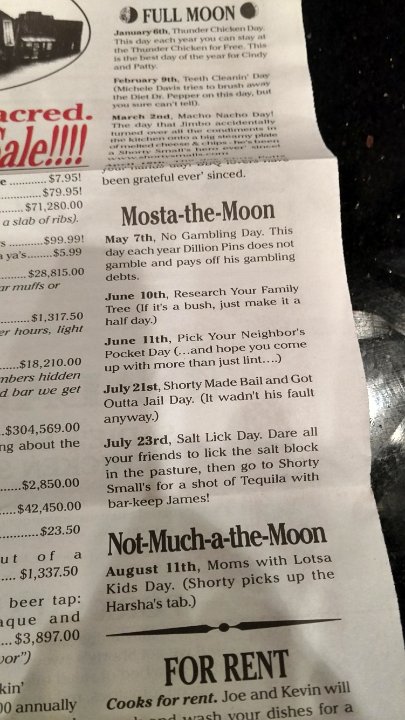 FULL MOON
January 6th, Thunder Chicken Day.
This day each year you can stay at
the Thunder Chicken for Free. This
is the best day of the year for Cindy
and Patty.
February 9th, Teeth Cleanin' Day
(Michele Davis tries to brush away
the Diet Dr. Pepper on this day, but
you sure can't tell).
March 2nd, Macho Nacho Day!
The day that Jimbo accidentally
turned over all the condiments in
the kitchen onto a big steamy plate
of melted cheese & chips - he's been
a Shorty Small's hero ever since!
been grateful ever' sinced.
Mosta-the-Moon
May 7th, No Gambling Day. This
day each year Dillion Pins does not
gamble and pays off his gambling
debts.
June 10th, Research Your Family
Tree (If it's a bush, just make it a
half day.)
June 11th, Pick Your Neighbor's
Pocket Day (...and hope you come
up with more than just lint....)
July 21st, Shorty Made Bail and Got
Outta Jail Day. (It wadn't his fault
anyway.)
July 23rd, Salt Lick Day. Dare all
your friends to lick the salt block
in the pasture, then go to Shorty
Small's for a shot of Tequila with
bar-keep James!
Not-Much-a-the-Moon
August 11th, Moms with Lotsa
Kids Day. (Shorty picks up the
Harsha's tab.)
FOR RENT
Cooks for rent. Joe and Kevin will
and wash your dishes for a
acred.
ale!!!!
e ............ $7.95!
........... $79.95!
.... $71,280.00
a slab of ribs).
s ..........$99.99!
a ya's.......$5.99
....... $28,815.00
ar muffs or
....... $1,317.50
er hours, light
......$18,210.00
mbers hidden
d bar we get
..$304,569.00
ng about the
......$2,850.00
....$42,450.00
..........$23.50
ut of a
.... $1,337.50
beer tap:
aque and
... $3,897.00
vor")
kin'
00 annually